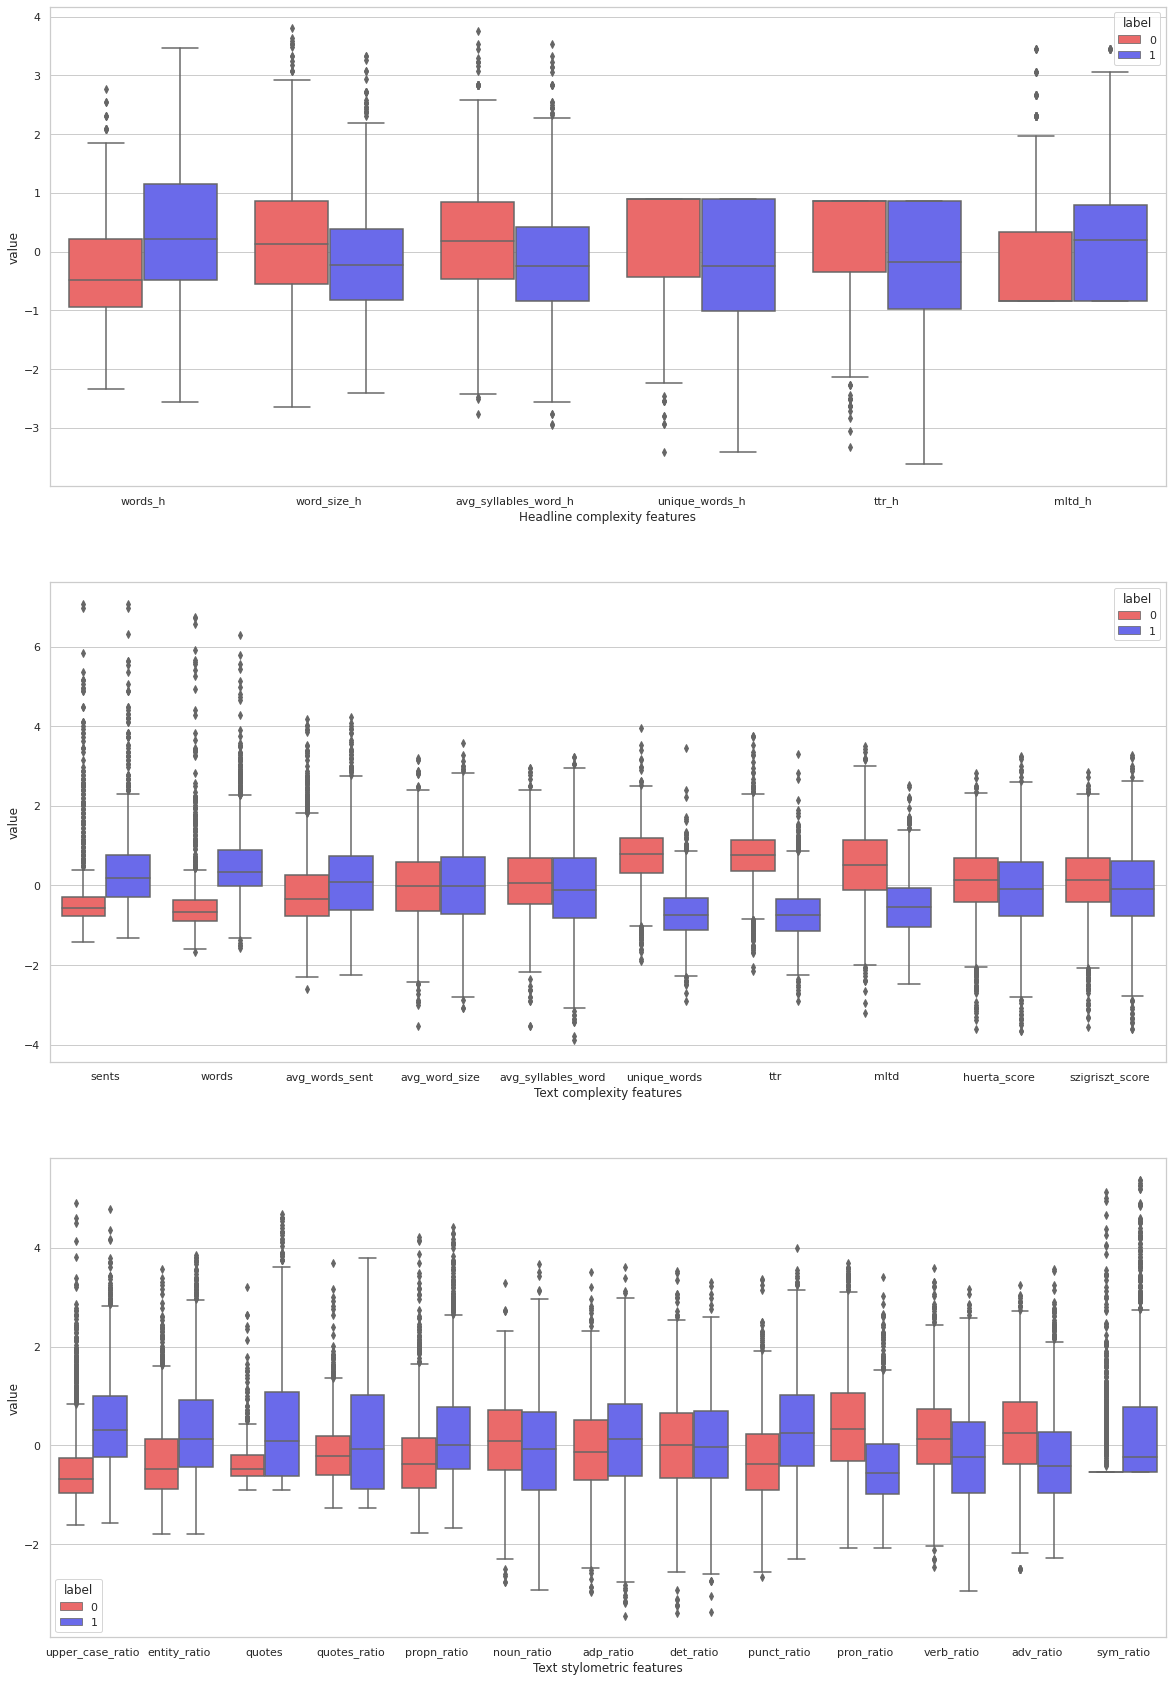 label
0
1
4
3
2
1
0
−1
−2
−3
value
words_h word_size_h avg_syllables_word_h unique_words_h ttr_h mltd_h
Headline complexity features
label
0
1
6
4
2
0
−2
−4
value
sents words avg_words_sent avg_word_size avg_syllables_word unique_words ttr mltd huerta_score szigriszt_score
Text complexity features
4
2
0
−2
value
label
0
1
upper_case_ratio entity_ratio quotes quotes_ratio propn_ratio noun_ratio adp_ratio det_ratio punct_ratio pron_ratio verb_ratio adv_ratio sym_ratio
Text stylometric features